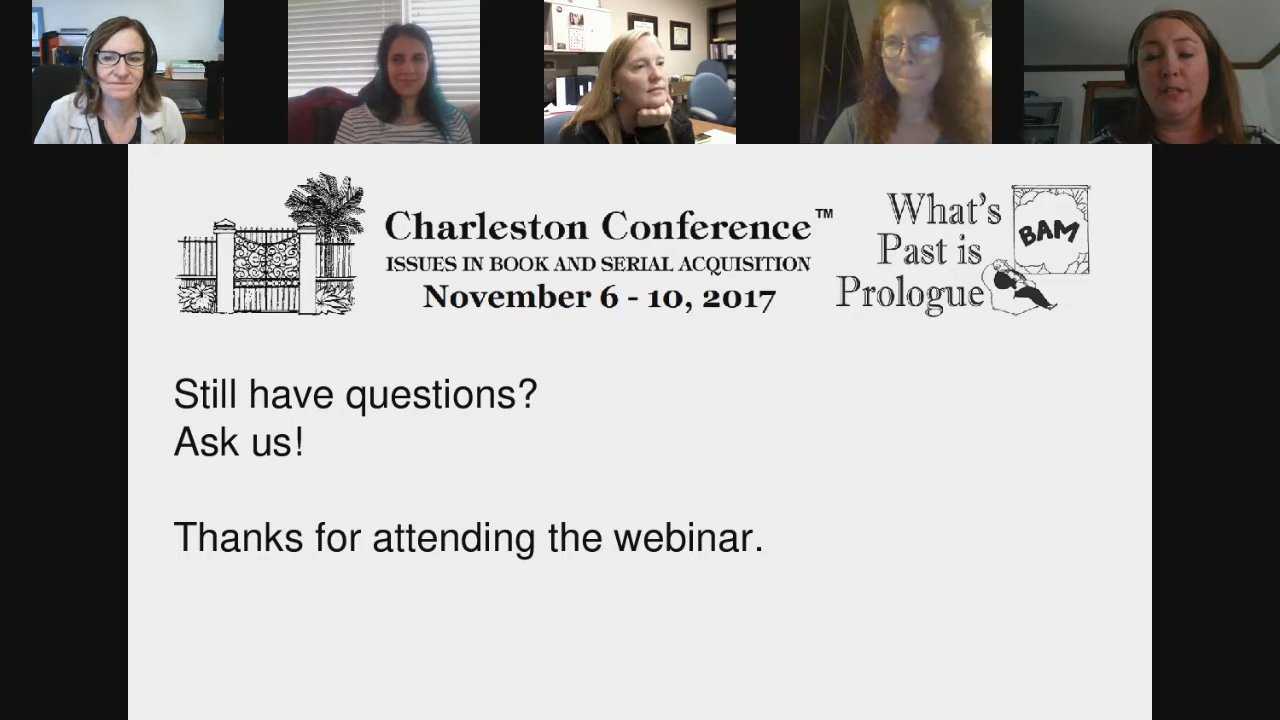 Charleston Conference™
ISSUES IN BOOK AND SERIAL ACQUISITION
November 6 - 10, 2017
What's
Past is
Prologue
BAM
Still have questions?
Ask us!
Thanks for attending the webinar.